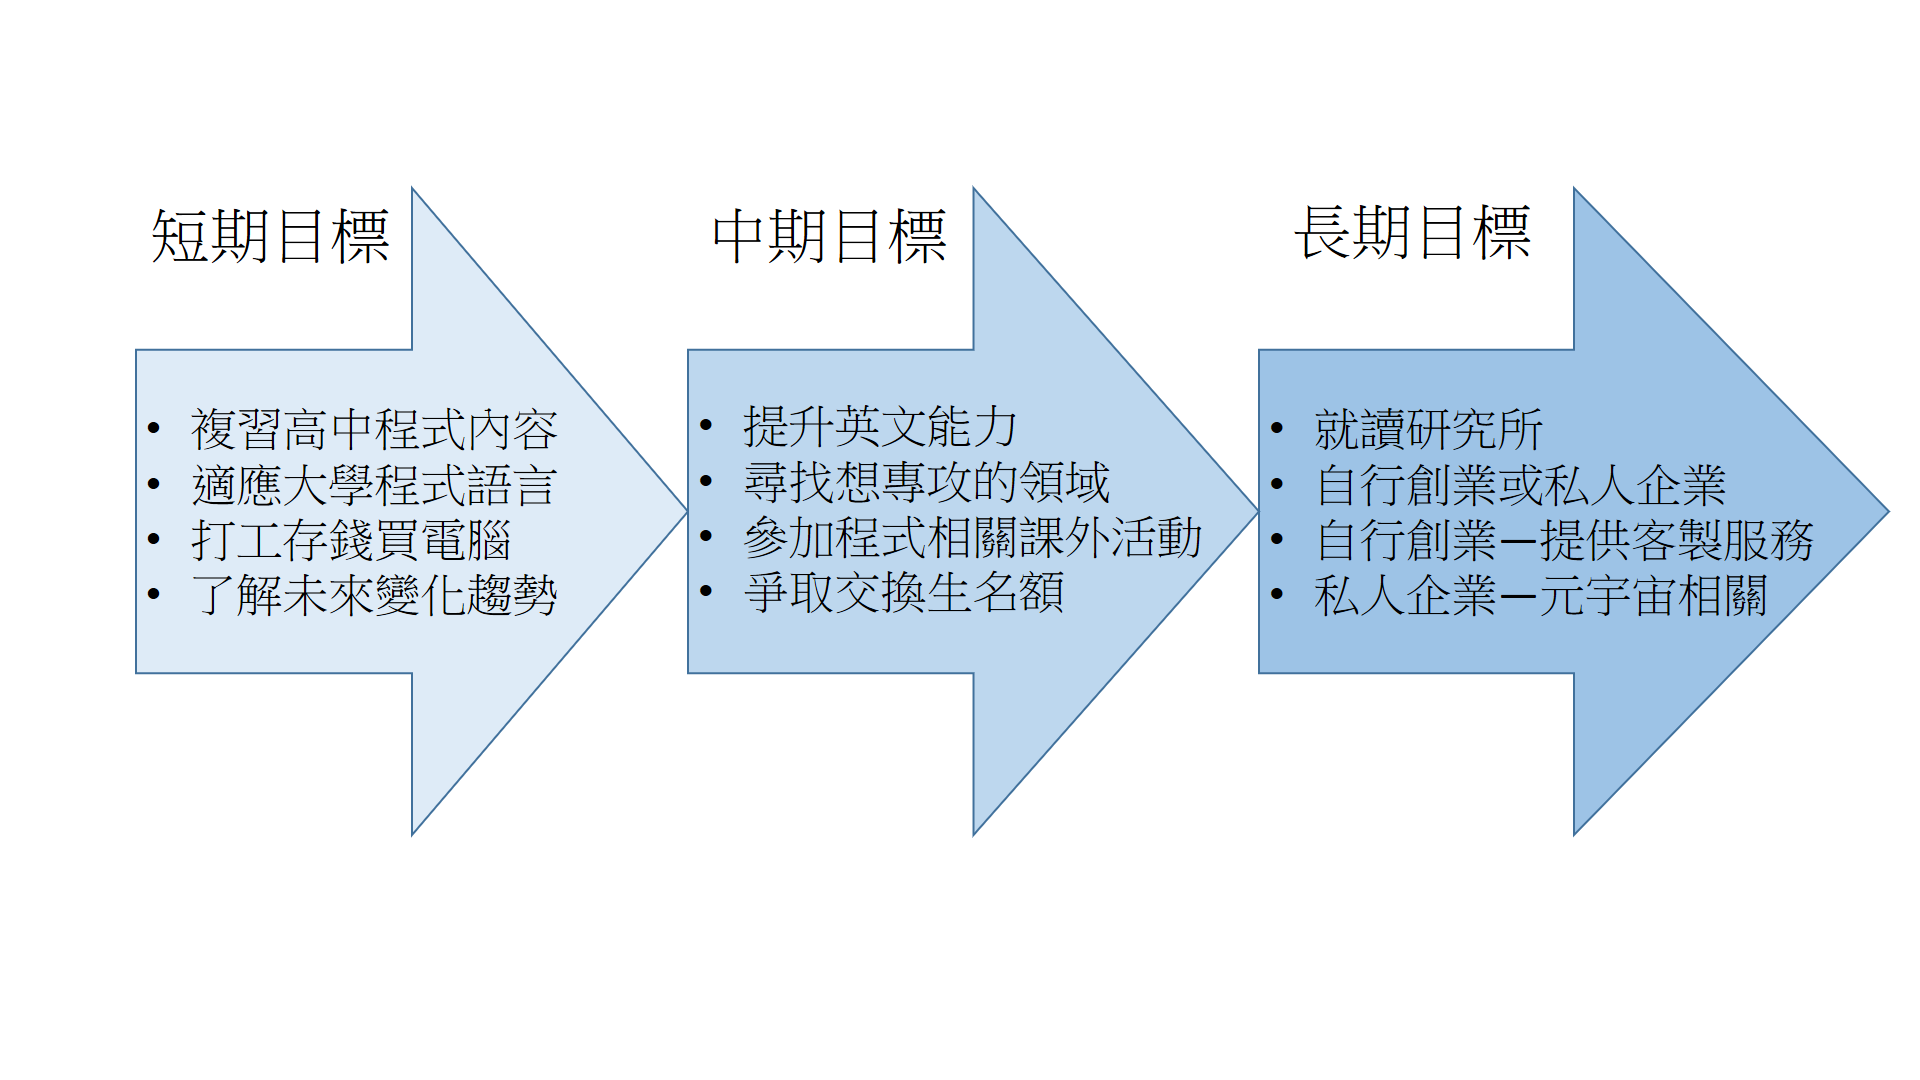 短期目標
• 複習高中程式內容
• 適應大學程式語言
• 打工存錢買電腦
• 了解未來變化趨勢
中期目標
• 提升英文能力
• 尋找想專攻的領域
• 參加程式相關課外活動
• 爭取交換生名額
長期目標
• 就讀研究所
• 自行創業或私人企業
• 自行創業—提供客製服務
• 私人企業—元宇宙相關